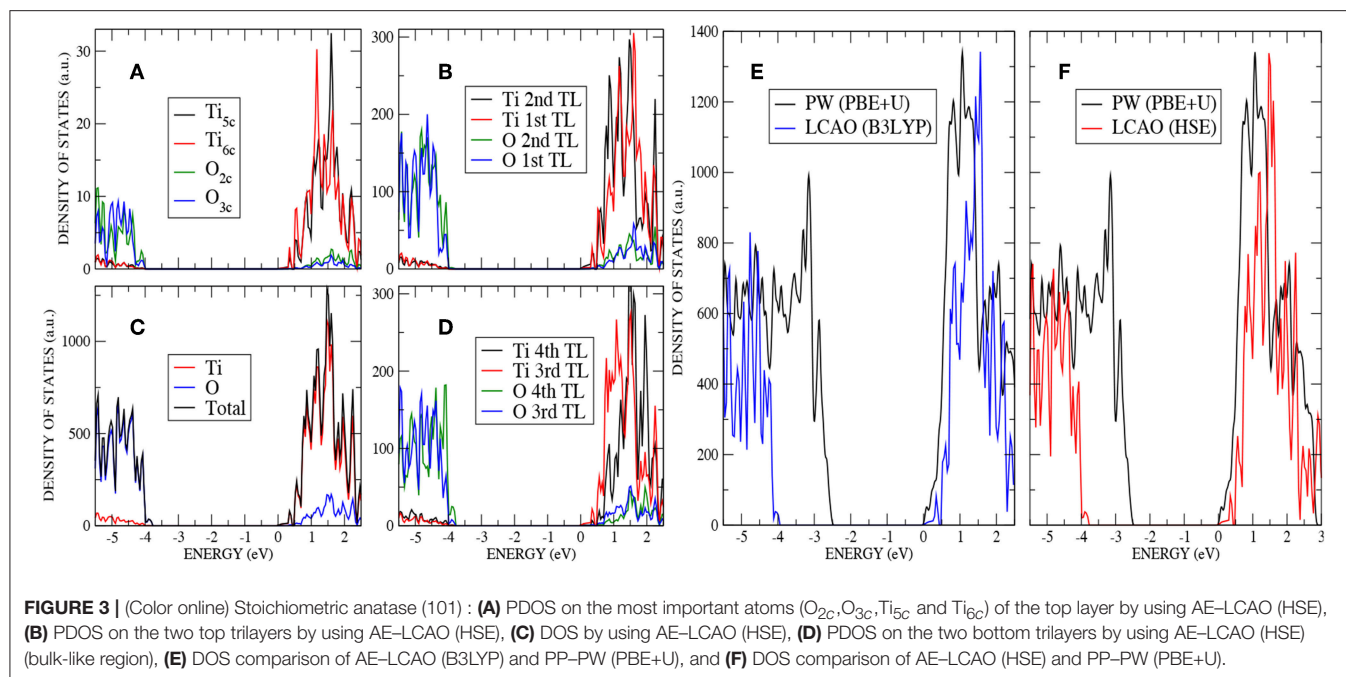 DENSITY OF STATES (a.u.)
30
20
10
0
A
Ti5c
Ti6c
O2c
O3c
300
200
100
0
B
Ti 2nd TL
Ti 1st TL
O 2nd TL
O 1st TL
DENSITY OF STATES (a.u.)
1000
500
0
C
Ti
O
Total
-5 -4 -3 -2 -1 0 1 2
ENERGY (eV)
300
200
100
0
D
Ti 4th TL
Ti 3rd TL
O 4th TL
O 3rd TL
-5 -4 -3 -2 -1 0 1 2
ENERGY (eV)
DENSITY OF STATES (a.u.)
1400
1200
1000
800
600
400
200
0
E
PW (PBE+U)
LCAO (B3LYP)
-5 -4 -3 -2 -1 0 1 2
ENERGY (eV)
F
PW (PBE+U)
LCAO (HSE)
-5 -4 -3 -2 -1 0 1 2 3
ENERGY (eV)
FIGURE 3 | (Color online) Stoichiometric anatase (101) : (A) PDOS on the most important atoms (O2c,O3c,Ti5c and Ti6c) of the top layer by using AE–LCAO (HSE),
(B) PDOS on the two top trilayers by using AE–LCAO (HSE), (C) DOS by using AE–LCAO (HSE), (D) PDOS on the two bottom trilayers by using AE–LCAO (HSE)
(bulk-like region), (E) DOS comparison of AE–LCAO (B3LYP) and PP–PW (PBE+U), and (F) DOS comparison of AE–LCAO (HSE) and PP–PW (PBE+U).